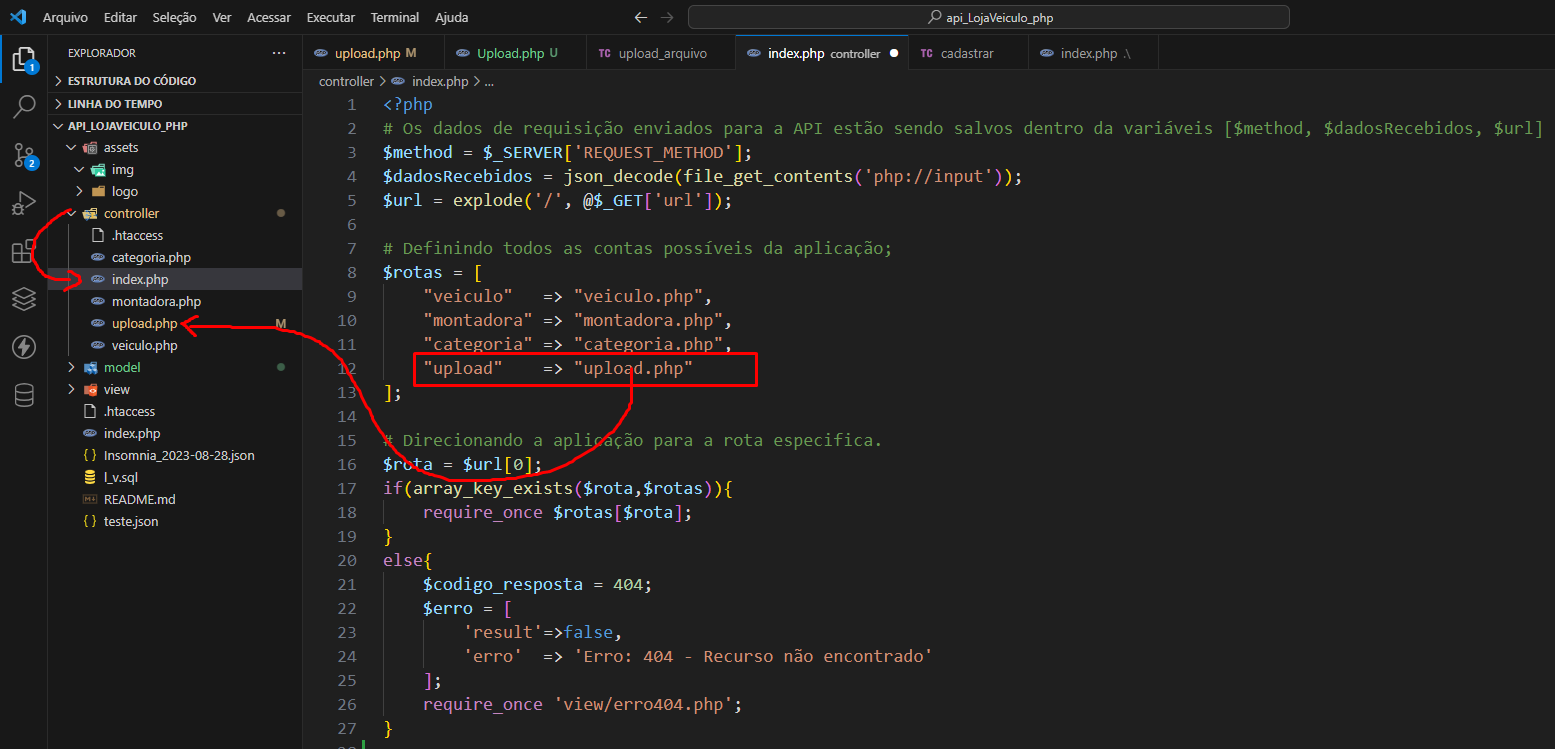 Arquivo Editar Seleção Ver Acessar Executar Terminal Ajuda api_LojaVeiculo_php
EXPLORADOR ...
upload.php M Upload.php U TC upload_arquivo index.php controller TC cadastrar index.php .\
ESTRUTURA DO CÓDIGO
LINHA DO TEMPO
API_LOJAVEICULO_PHP
assets
img
logo
controller
.htaccess
categoria.php
index.php
montadora.php
upload.php M
veiculo.php
model
view
.htaccess
index.php
{} Insomnia_2023-08-28.json
l_v.sql
README.md
{} teste.json
1
2
controller > index.php > ...
1 <?php
2 # Os dados de requisição enviados para a API estão sendo salvos dentro da variáveis [$method, $dadosRecebidos, $url]
3 $method = $_SERVER['REQUEST_METHOD'];
4 $dadosRecebidos = json_decode(file_get_contents('php://input'));
5 $url = explode('/', @$_GET['url']);
6
7 # Definindo todos as contas possíveis da aplicação;
8 $rotas = [
9 "veiculo" => "veiculo.php",
10 "montadora" => "montadora.php",
11 "categoria" => "categoria.php",
12 "upload" => "upload.php"
13 ];
14
15 # Direcionando a aplicação para a rota especifica.
16 $rota = $url[0];
17 if(array_key_exists($rota,$rotas)){
18 require_once $rotas[$rota];
19 }
20 else{
21 $codigo_resposta = 404;
22 $erro = [
23 'result'=>false,
24 'erro' => 'Erro: 404 - Recurso não encontrado'
25 ];
26 require_once 'view/erro404.php';
27 }